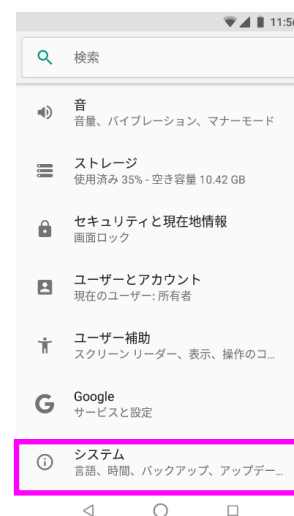 11:56
検索
音
音量、バイブレーション、マナーモード
ストレージ
使用済み 35% - 空き容量 10.42 GB
セキュリティと現在地情報
画面ロック
ユーザーとアカウント
現在のユーザー: 所有者
ユーザー補助
スクリーン リーダー、表示、操作のコ...
Google
サービスと設定
システム
言語、時間、バックアップ、アップデー...